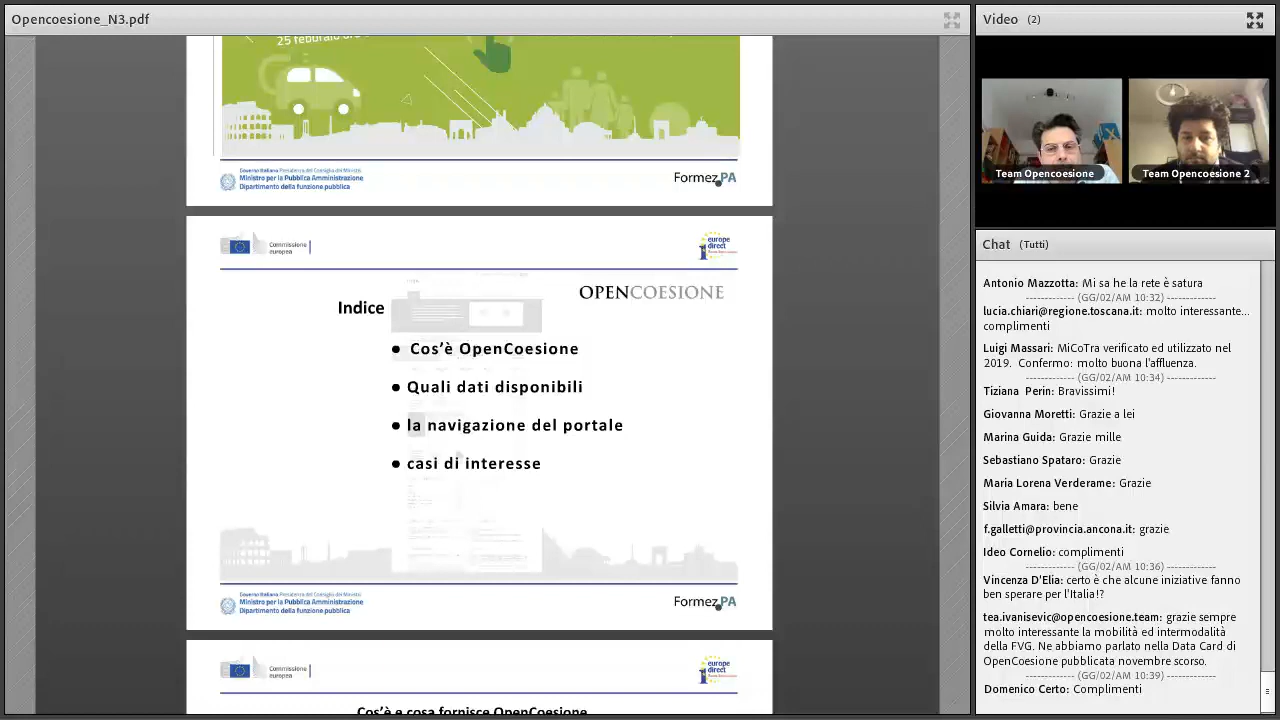 Opencoesione_N3.pdf
25 febbraio
Governo Italiano Presidenza del Consiglio dei Ministri
Ministro per la Pubblica Amministrazione
Dipartimento della funzione pubblica
Formez PA
Commissione
europea
europe
direct
OPENCOESIONE
Indice
● Cos'è OpenCoesione
● Quali dati disponibili
● la navigazione del portale
● casi di interesse
Governo Italiano Presidenza del Consiglio dei Ministri
Ministro per la Pubblica Amministrazione
Dipartimento della funzione pubblica
Formez PA
Commissione
europea
europe
direct
Cos'è e cosa fornisce OpenCoesione
Video (2)
Team Opencoesione
Team Opencoesione 2
Chat (Tutti)
Antonio Mazzotta: Mi sa che la rete è satura
------------ (GG/02/AM 10:32) ------------
lucia.chiari@regione.toscana.it: molto interessante...
complimenti
Luigi Massari: MiCoTra verificato ed utilizzato nel
2019. Confermo: molto buona l'affluenza.
------------ (GG/02/AM 10:34) ------------
Tiziana Perin: Bravissimi!
Giovanna Moretti: Grazie a lei
Marina Guida: Grazie mille
Sebastiano Spataro: Grazie
Maria Lorena Verderame: Grazie
Silvia Amara: bene
f.galletti@provincia.ancona.it: grazie
Ideo Cornelio: complimenti
------------ (GG/02/AM 10:36) ------------
Vincenza D'Elia: certo è che alcune iniziative fanno
ben sperare per l'Italia!?
tea.ivanisevic@opencoesione.team: grazie sempre
molto interessante la mobilità ed intermodalità
della FVG. Ne abbiamo parlato nella Data Card di
OpenCoesione pubblicata novembre scorso.
Domenico Certo: Complimenti